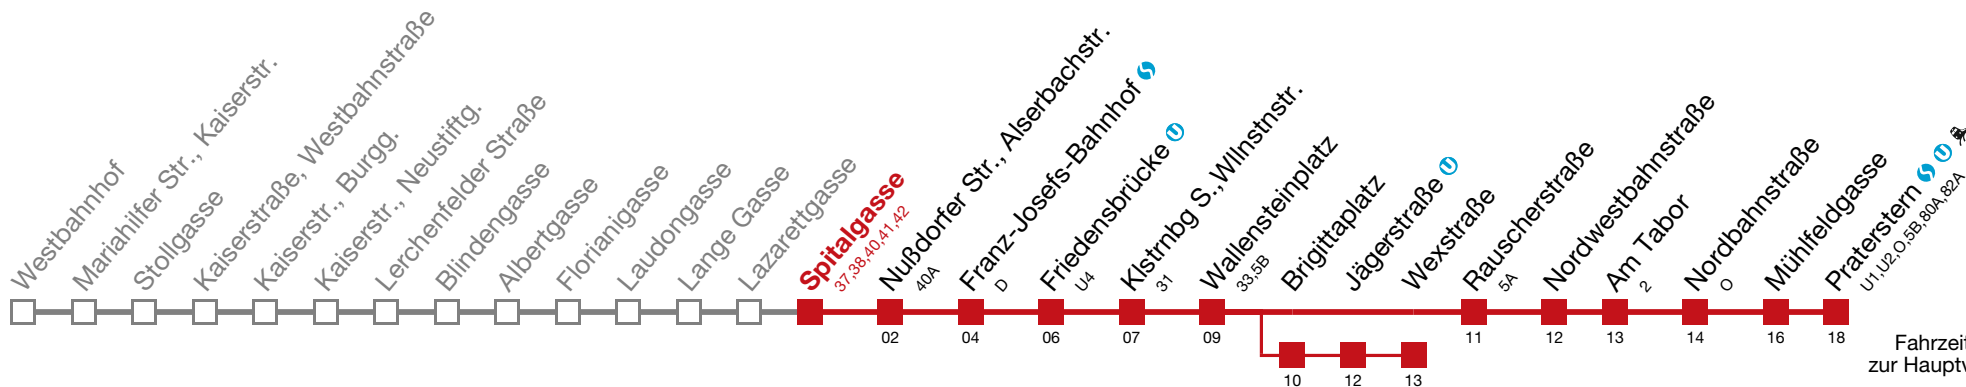 Westbahnhof
Mariahilfer Str., Kaiserstr.
Stollgasse
Kaiserstraße, Westbahnstraße
Kaiserstr., Burgg.
Kaiserstr., Neustiftg.
Lerchenfelder Straße
Blindengasse
Albertgasse
Florianigasse
Laudongasse
Lange Gasse
Lazarettgasse
Spitalgasse
37,38,40,41,42
Nußdorfer Str., Alserbachstr.
40A
Franz-Josefs-Bahnhof
D
Friedensbrücke U
U4
Klstrnbg S.,Wllnstnstr.
31
Wallensteinplatz
33,5B
Brigittaplatz
Jägerstraße U
Wexstraße
Rauscherstraße
5A
Nordwestbahnstraße
Am Tabor
2
Nordbahnstraße
O
Mühlfeldgasse
Praterstern S U
U1,U2,O,5B,80A,82A
02
04
06
07
09
11
12
13
14
16
18
10
12
13
Fahrzeit
zur Hauptv